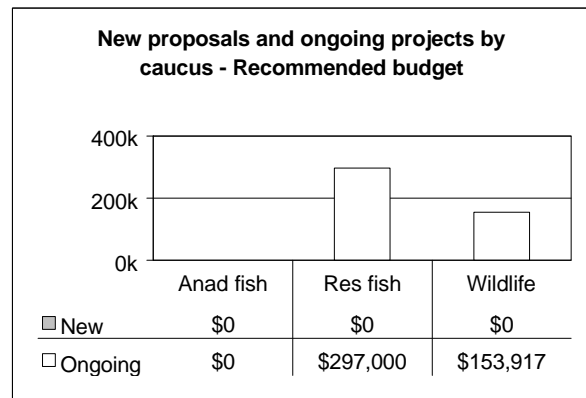 New proposals and ongoing projects by
caucus - Recommended budget
400k
200k
0k
Anad fish Res fish Wildlife
New $0 $0 $0
Ongoing $0 $297,000 $153,917